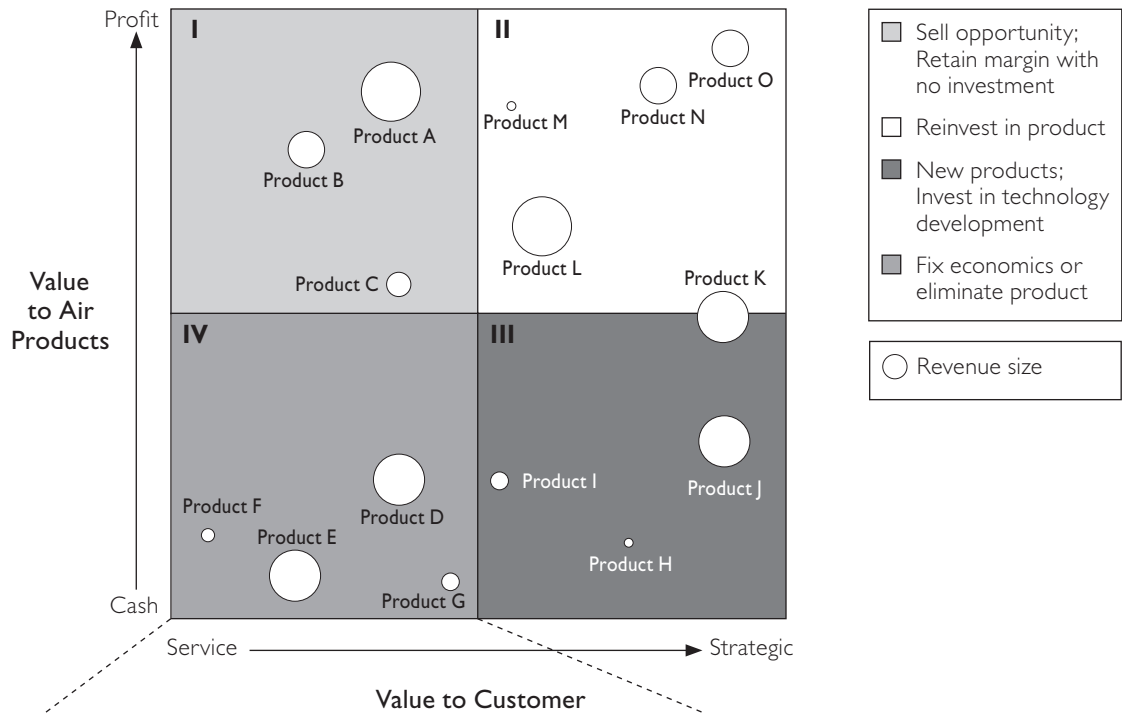 Profit
I
II
Product O
Product M
Product N
Product A
Product B
Product L
Product C
Product K
Value
to Air
Products
IV
III
Product I
Product J
Product F
Product D
Product E
Product H
Product G
Cash
Service
Strategic
Value to Customer
Sell opportunity;
Retain margin with
no investment
Reinvest in product
New products;
Invest in technology
development
Fix economics or
eliminate product
Revenue size